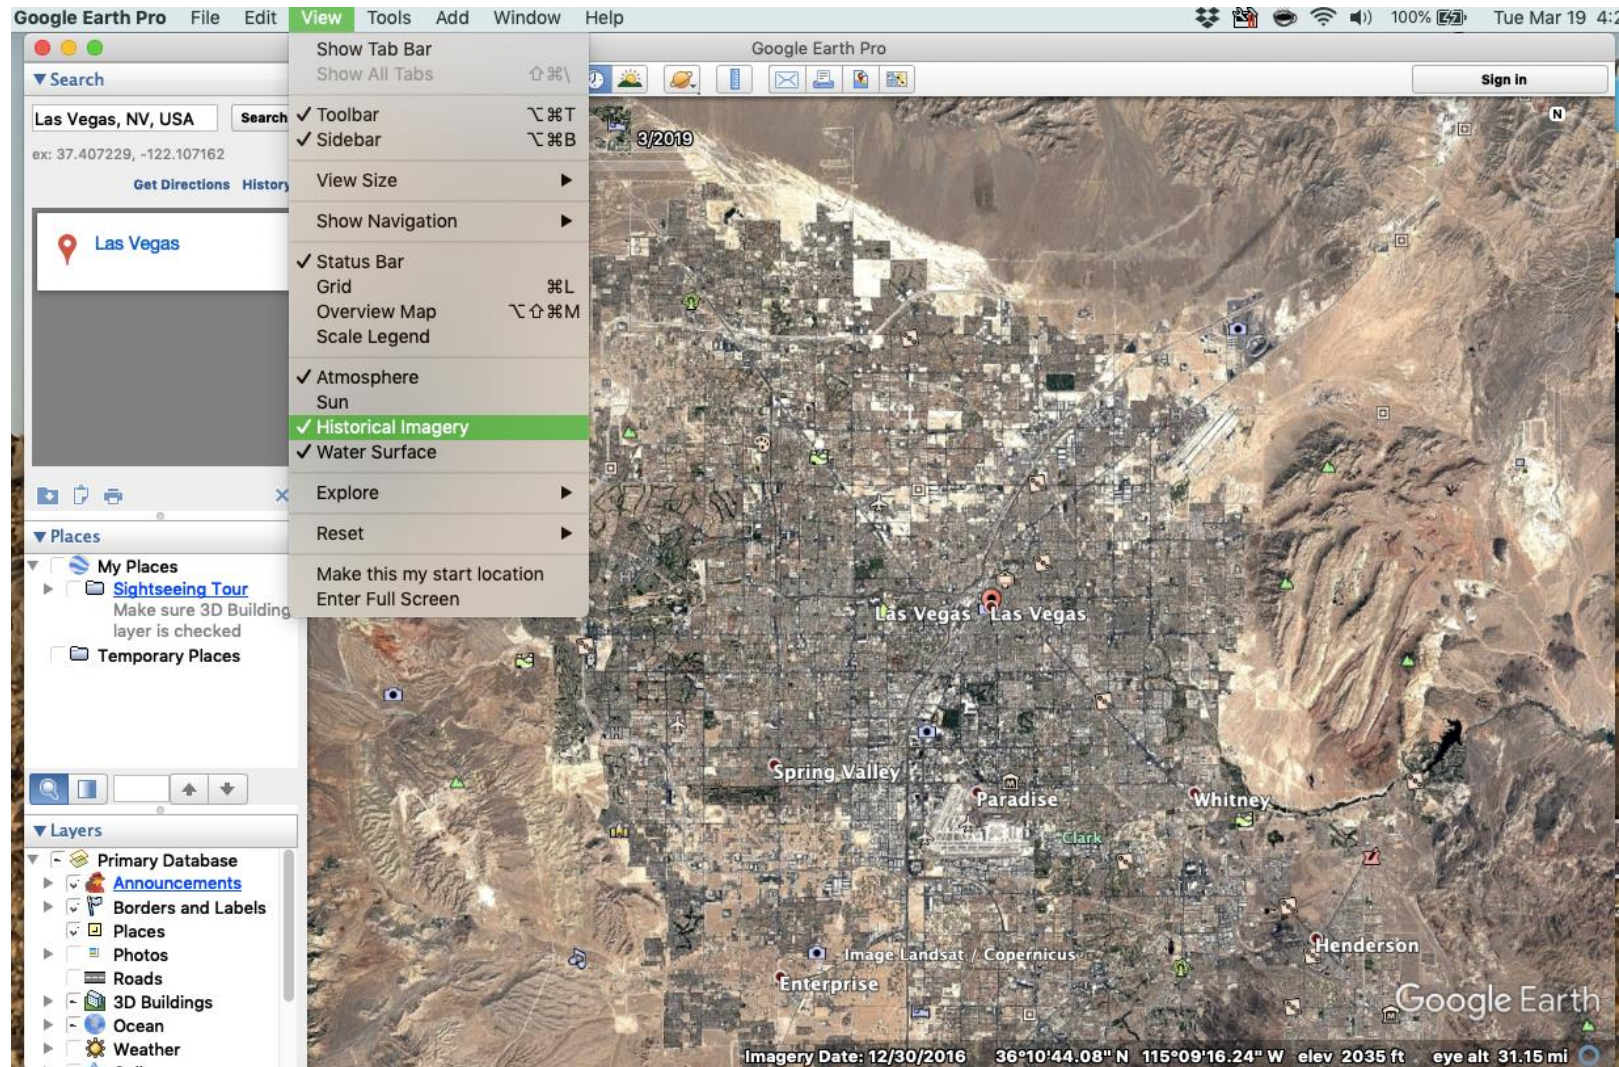 Google Earth Pro File Edit View Tools Add Window Help 100% Tue Mar 19
Google Earth Pro
Search
Las Vegas, NV, USA
Search
ex: 37.407229, -122.107162
Get Directions History
Las Vegas
Places
My Places
Sightseeing Tour
Make sure 3D Building
layer is checked
Temporary Places
Layers
Primary Database
Announcements
Borders and Labels
Places
Photos
Roads
3D Buildings
Ocean
Weather
Show Tab Bar
Show All Tabs ⇧⌘\
✓ Toolbar ⌥⌘T
✓ Sidebar ⌥⌘B
View Size
Show Navigation
✓ Status Bar
Grid ⌘L
Overview Map ⌥⇧⌘M
Scale Legend
✓ Atmosphere
Sun
✓ Historical Imagery
✓ Water Surface
Explore
Reset
Make this my start location
Enter Full Screen
Sign in
3/2019
N
Las Vegas Las Vegas
Spring Valley
Paradise
Whitney
Clark
Henderson
Image Landsat / Copernicus
Enterprise
Google Earth
Imagery Date: 12/30/2016 36°10'44.08" N 115°09'16.24" W elev 2035 ft eye alt 31.15 mi